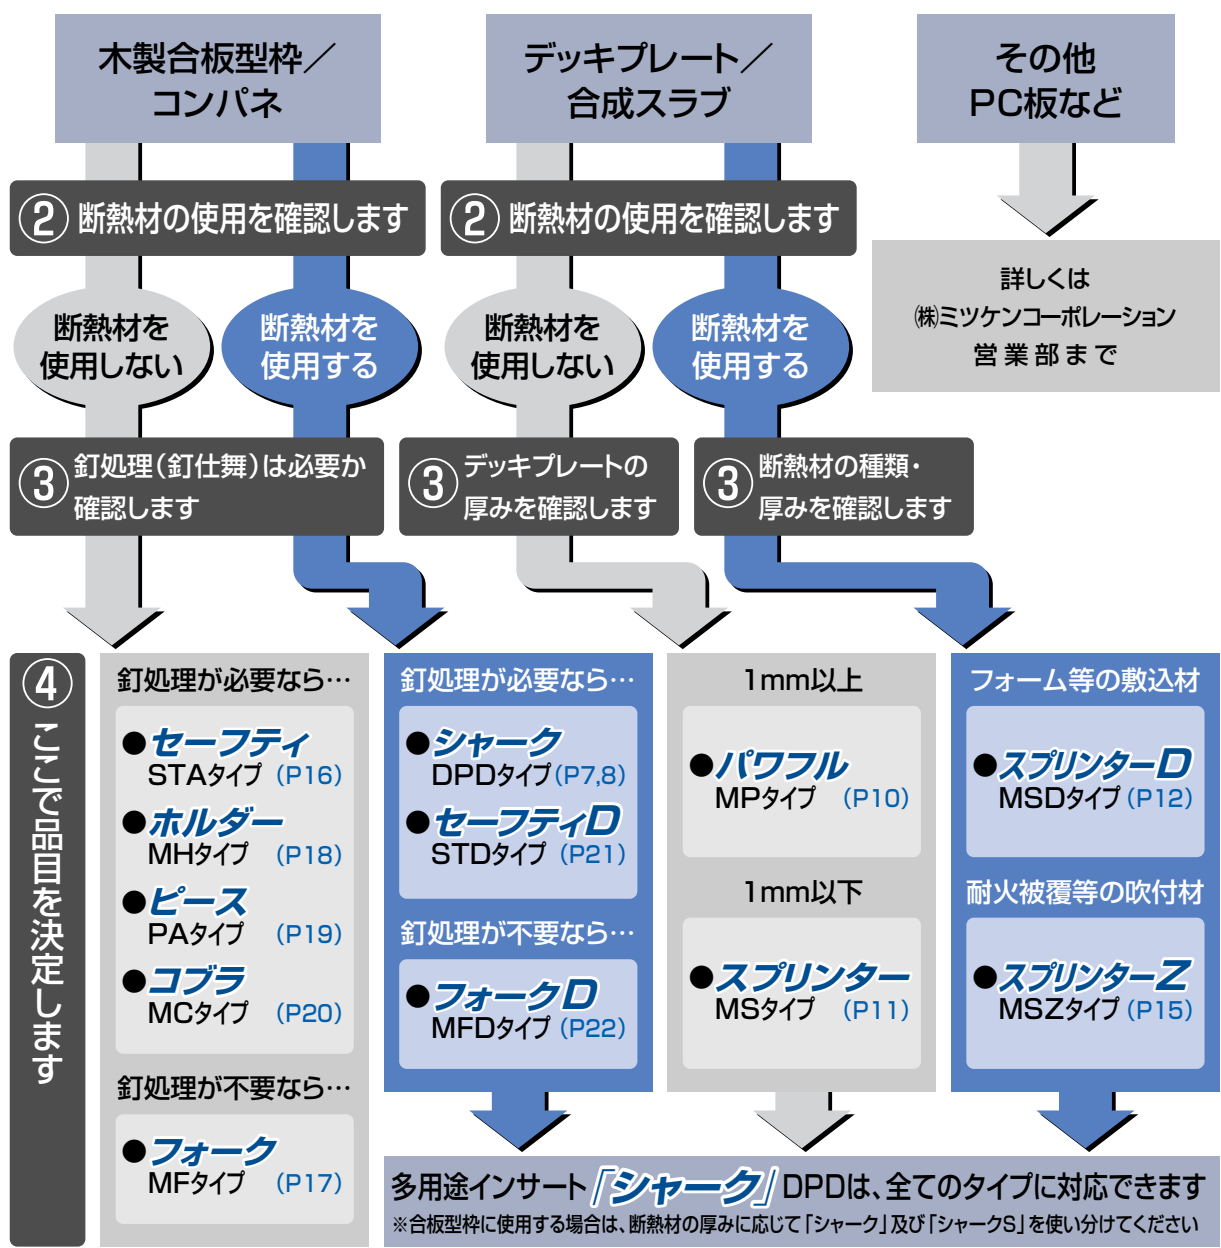 木製合板型枠／
コンパネ
デッキプレート／
合成スラブ
その他
PC板など
② 断熱材の使用を確認します
② 断熱材の使用を確認します
詳しくは
㈱ミツケンコーポレーション
営業部まで
断熱材を
使用しない
断熱材を
使用する
断熱材を
使用しない
断熱材を
使用する
③ 釘処理（釘仕舞）は必要か
確認します
③ デッキプレートの
厚みを確認します
③ 断熱材の種類・
厚みを確認します
④ ここで品目を決定します
釘処理が必要なら…
●セーフティ
STAタイプ （P16）
●ホルダー
MHタイプ （P18）
●ピース
PAタイプ （P19）
●コブラ
MCタイプ （P20）
釘処理が不要なら…
●フォーク
MFタイプ （P17）
釘処理が必要なら…
●シャーク
DPDタイプ（P7,8）
●セーフティD
STDタイプ（P21）
釘処理が不要なら…
●フォークD
MFDタイプ（P22）
1mm以上
●パワフル
MPタイプ （P10）
1mm以下
●スプリンター
MSタイプ （P11）
フォーム等の敷込材
●スプリンターD
MSDタイプ（P12）
耐火被覆等の吹付材
●スプリンターZ
MSZタイプ（P15）
多用途インサート「シャーク」DPDは、全てのタイプに対応できます
※合板型枠に使用する場合は、断熱材の厚みに応じて「シャーク」及び「シャークS」を使い分けてください